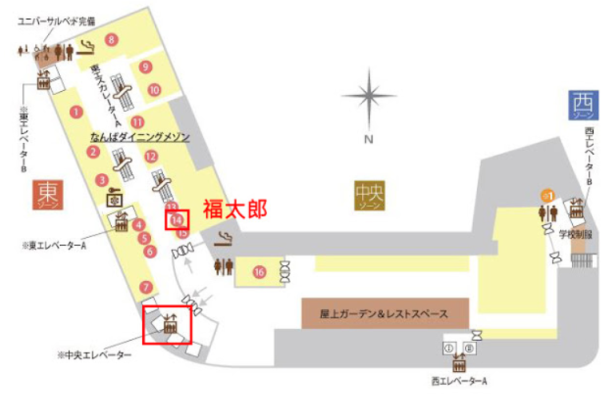 ユニバーサルベッド完備
8
東エスカレーターA
9
10
※東エレベーターB
1
11
なんばダイニングメゾン
2
12
3
13
14
福太郎
15
東
ゾーン
※東エレベーターA
4
5
6
7
※中央エレベーター
16
N
中央
ゾーン
屋上ガーデン＆レストスペース
西
ゾーン
西エレベーターB
※1
学校制服
西エレベーターA